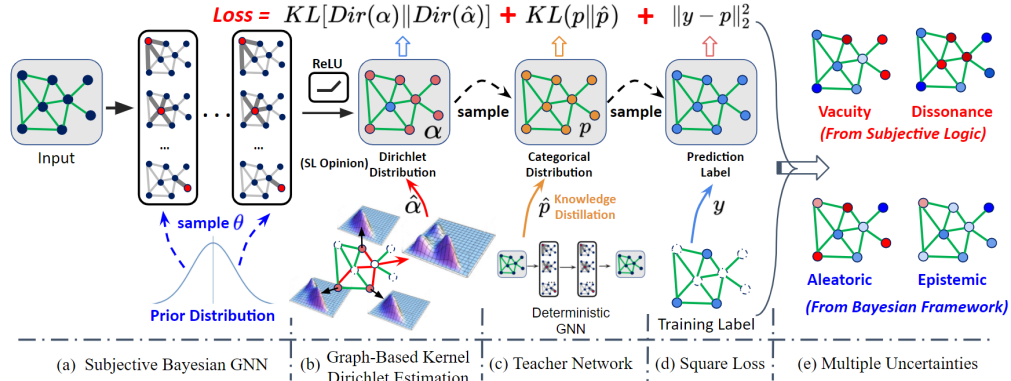 Loss = KL[Dir(α)‖Dir(α̂)] + KL(p‖p̂) + ‖y − p‖₂²
ReLU
sample
sample
α
p
Input
...
...
...
(SL Opinion)
Dirichlet
Distribution
Categorical
Distribution
Prediction
Label
Vacuity
Dissonance
(From Subjective Logic)
sample θ
α̂
p̂
Knowledge
Distillation
y
Prior Distribution
Deterministic
GNN
Training Label
Aleatoric
Epistemic
(From Bayesian Framework)
(a) Subjective Bayesian GNN
(b) Graph-Based Kernel
Dirichlet Estimation
(c) Teacher Network
(d) Square Loss
(e) Multiple Uncertainties